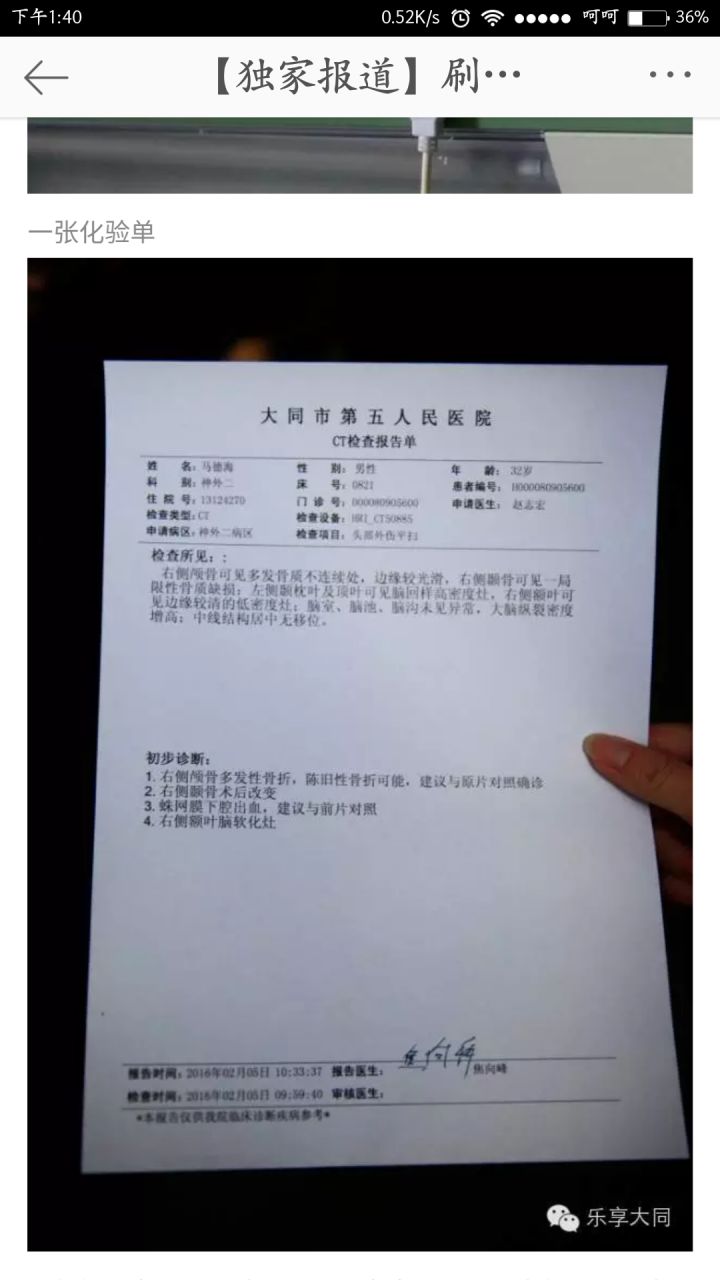 下午1:40 0.52K/s 呵呵 36%
【独家报道】刷…
一张化验单
大同市第五人民医院
CT检查报告单
姓 名：马德海 性 别：男性 年 龄：32岁
科 别：神外二 床 号：0821 患者编号：H000080905600
住 院 号：13124270 门 诊 号：D00080905600 申请医生：赵志宏
检查类型：CT 检查设备：HRI_CT50885
申请病区：神外二病区 检查项目：头部外伤平扫
检查所见：：
右侧颅骨可见多发骨质不连续处，边缘较光滑，右侧颞骨可见一局
限性骨质缺损；左侧颞枕叶及顶叶可见脑回样高密度灶，右侧额叶可
见边缘较清的低密度灶；脑室、脑池、脑沟未见异常，大脑纵裂密度
增高；中线结构居中无移位。
初步诊断：
1. 右侧颅骨多发性骨折，陈旧性骨折可能，建议与原片对照确诊
2. 右侧颞骨术后改变
3. 蛛网膜下腔出血，建议与前片对照
4. 右侧额叶脑软化灶
报告时间：2016年02月05日 10:33:37 报告医生： 焦向峰
检查时间：2016年02月05日 09:59:40 审核医生：
*本报告仅供我院临床诊断疾病参考*
乐享大同